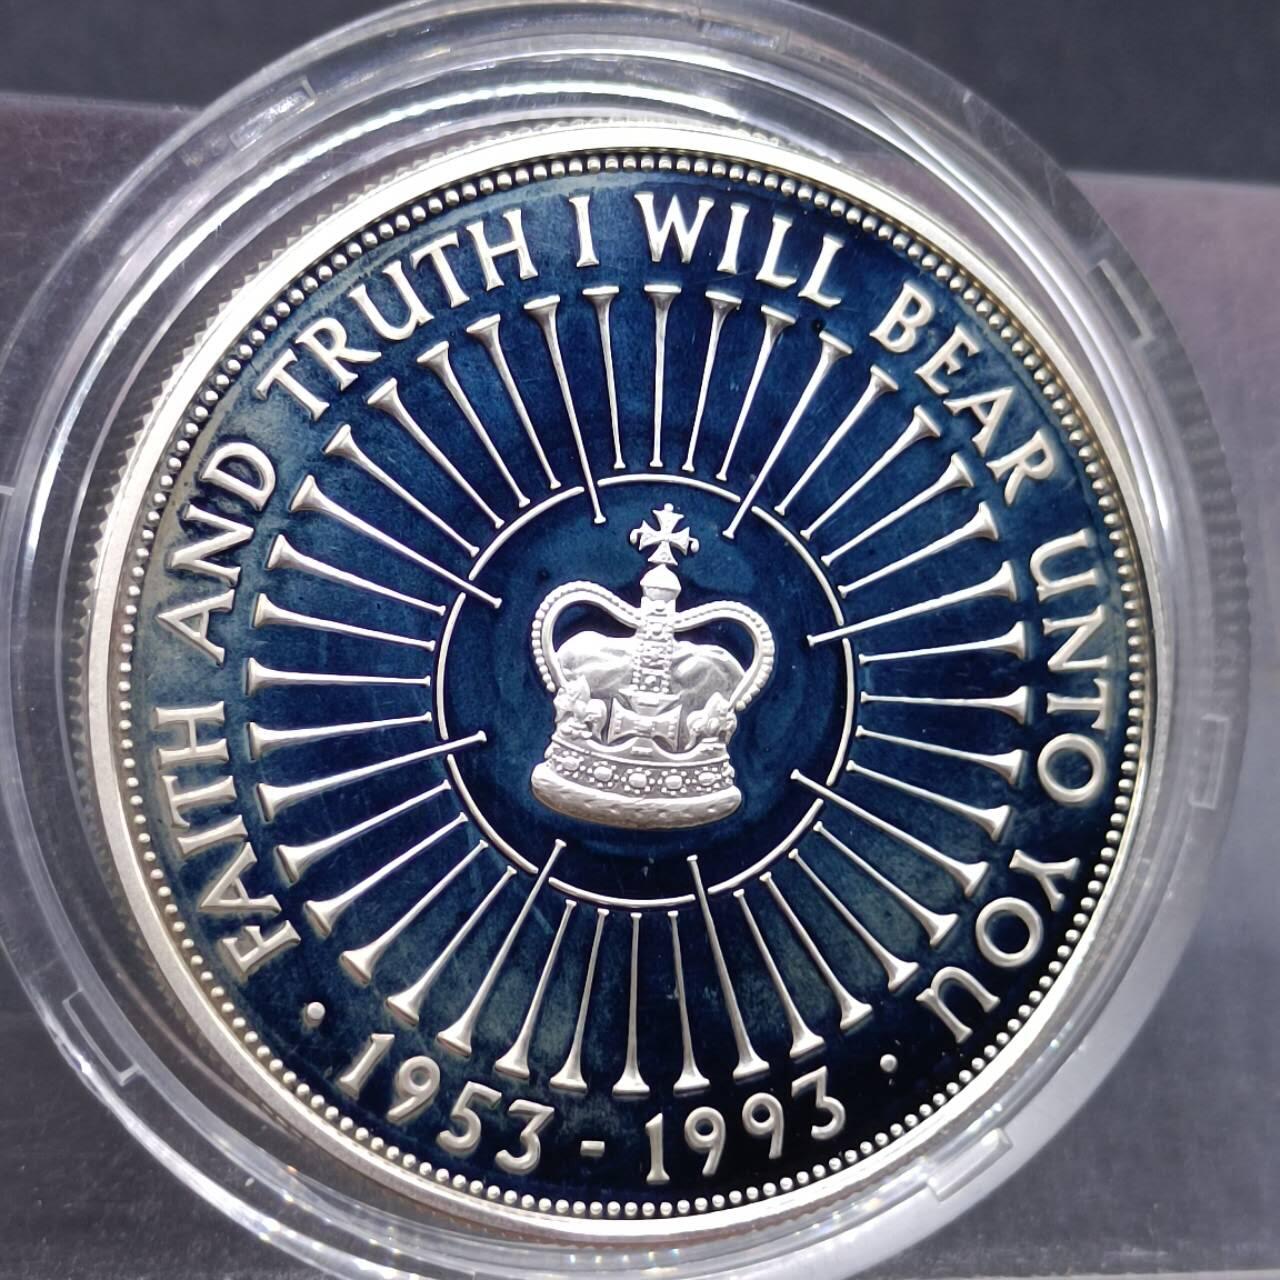 FAITH AND TRUTH I WILL BEAR UNTO YOU
· 1953 - 1993 ·